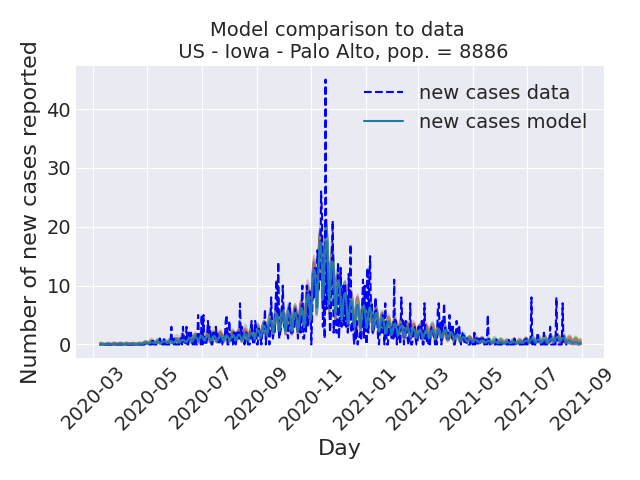 Model comparison to data
US - Iowa - Palo Alto, pop. = 8886
new cases data
new cases model
Number of new cases reported
40
30
20
10
0
2020-03
2020-05
2020-07
2020-09
2020-11
2021-01
2021-03
2021-05
2021-07
2021-09
Day